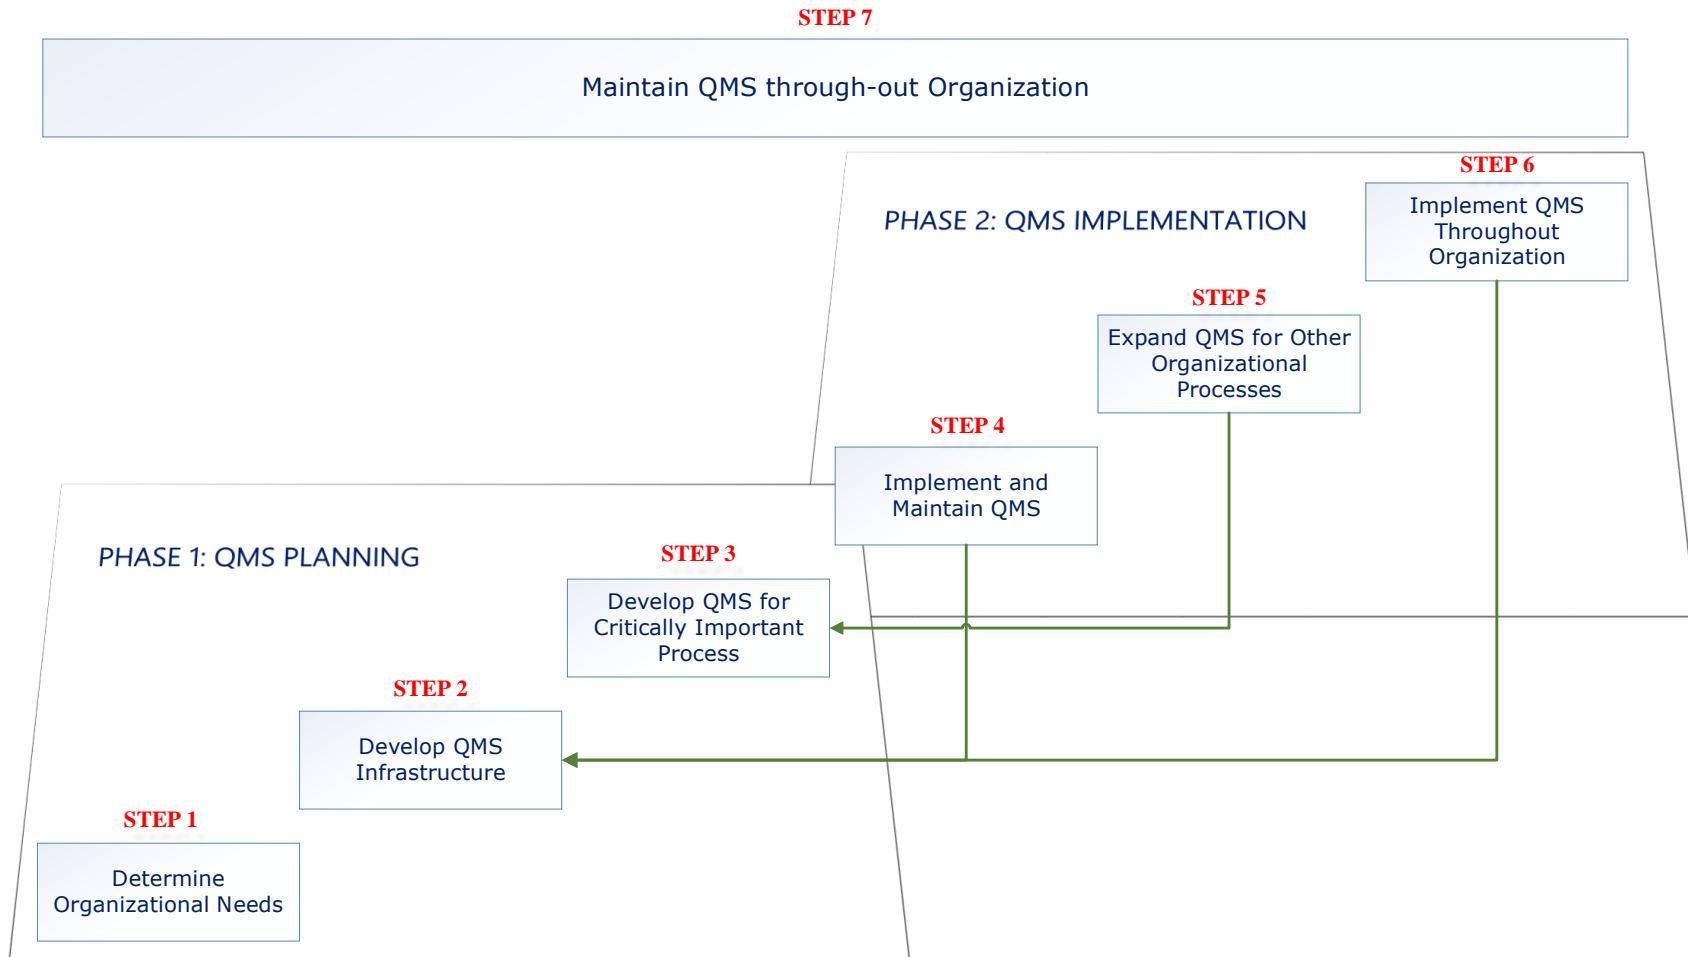 STEP 7
Maintain QMS through-out Organization
STEP 6
Implement QMS
Throughout
Organization
PHASE 2: QMS IMPLEMENTATION
STEP 5
Expand QMS for Other
Organizational
Processes
STEP 4
Implement and
Maintain QMS
PHASE 1: QMS PLANNING
STEP 3
Develop QMS for
Critically Important
Process
STEP 2
Develop QMS
Infrastructure
STEP 1
Determine
Organizational Needs